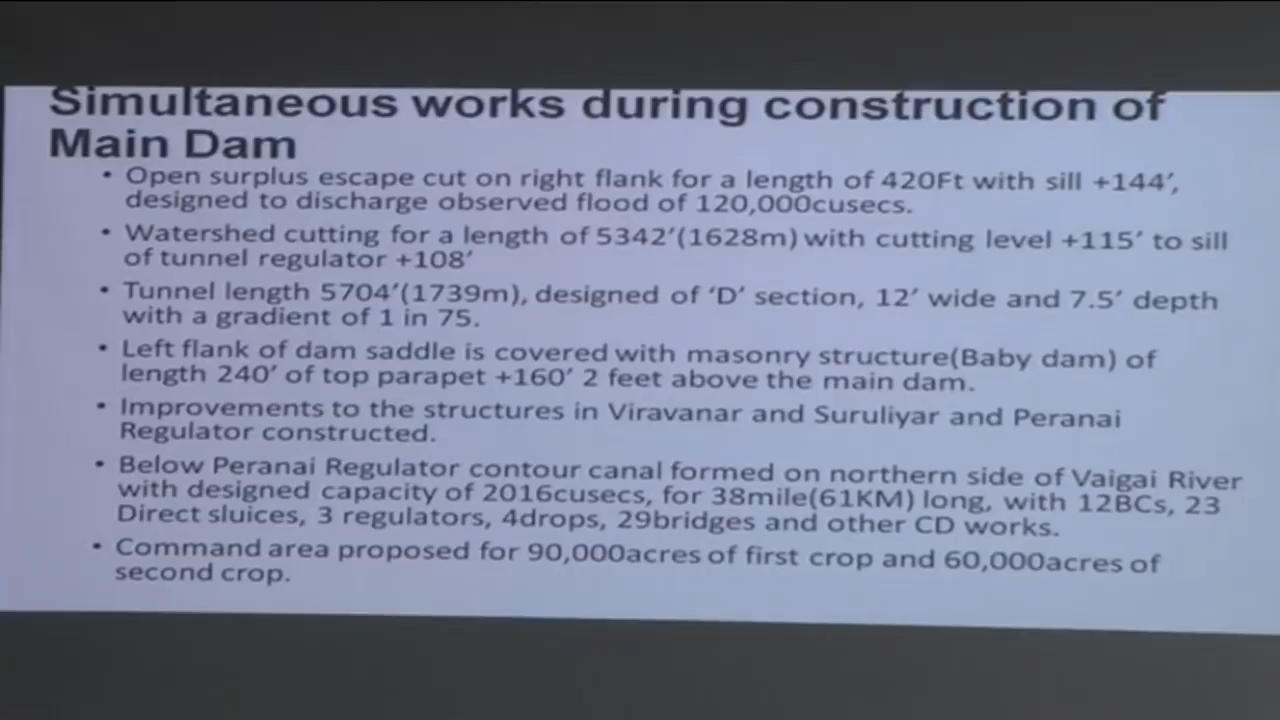 Simultaneous works during construction of
Main Dam
• Open surplus escape cut on right flank for a length of 420Ft with sill +144′,
designed to discharge observed flood of 120,000cusecs.
• Watershed cutting for a length of 5342′(1628m) with cutting level +115′ to sill
of tunnel regulator +108′
• Tunnel length 5704′(1739m), designed of ‘D’ section, 12′ wide and 7.5′ depth
with a gradient of 1 in 75.
• Left flank of dam saddle is covered with masonry structure(Baby dam) of
length 240′ of top parapet +160′ 2 feet above the main dam.
• Improvements to the structures in Viravanar and Suruliyar and Peranai
Regulator constructed.
• Below Peranai Regulator contour canal formed on northern side of Vaigai River
with designed capacity of 2016cusecs, for 38mile(61KM) long, with 12BCs, 23
Direct sluices, 3 regulators, 4drops, 29bridges and other CD works.
• Command area proposed for 90,000acres of first crop and 60,000acres of
second crop.